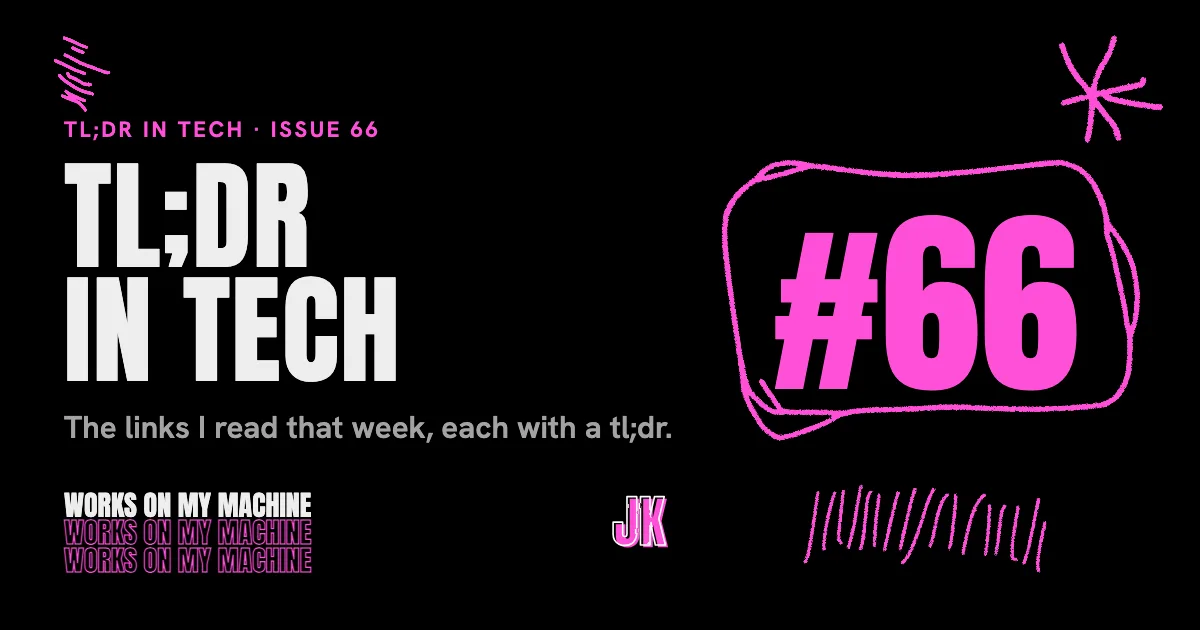 TL;DR IN TECH · ISSUE 66
TL;DR
IN TECH
The links I read that week, each with a tl;dr.
#66
WORKS ON MY MACHINE
WORKS ON MY MACHINE
WORKS ON MY MACHINE
JK